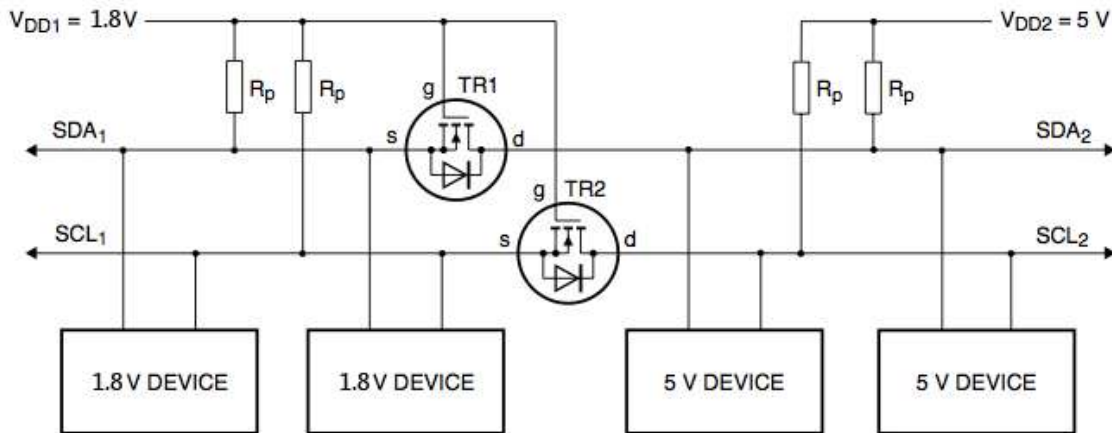 VDD1 = 1.8V
VDD2 = 5 V
Rp
Rp
g
TR1
Rp
Rp
SDA1
s
d
SDA2
g
TR2
SCL1
s
d
SCL2
1.8 V DEVICE
1.8 V DEVICE
5 V DEVICE
5 V DEVICE